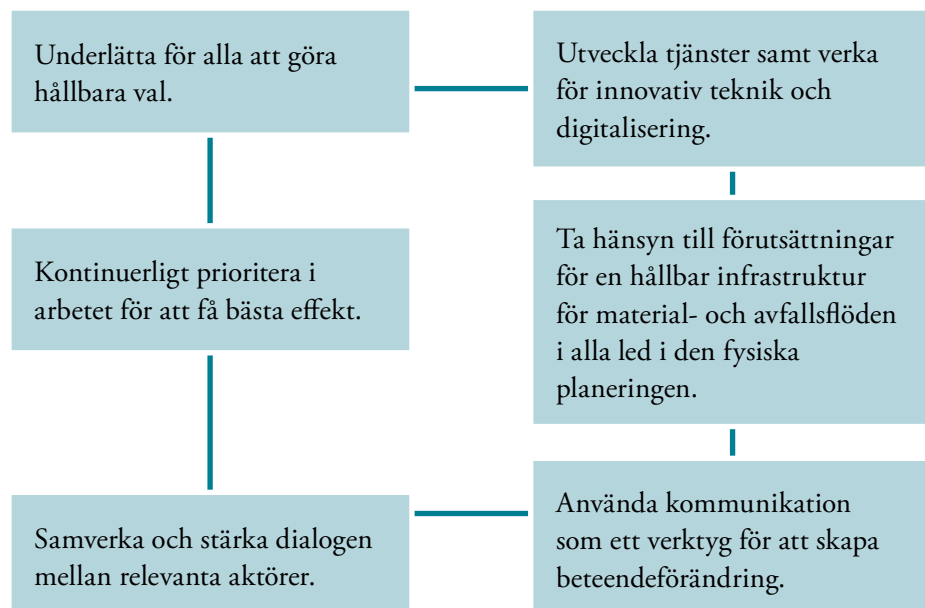 Underlätta för alla att göra
hållbara val.
Utveckla tjänster samt verka
för innovativ teknik och
digitalisering.
Kontinuerligt prioritera i
arbetet för att få bästa effekt.
Ta hänsyn till förutsättningar
för en hållbar infrastruktur
för material- och avfallsflöden
i alla led i den fysiska
planeringen.
Samverka och stärka dialogen
mellan relevanta aktörer.
Använda kommunikation
som ett verktyg för att skapa
beteendeförändring.